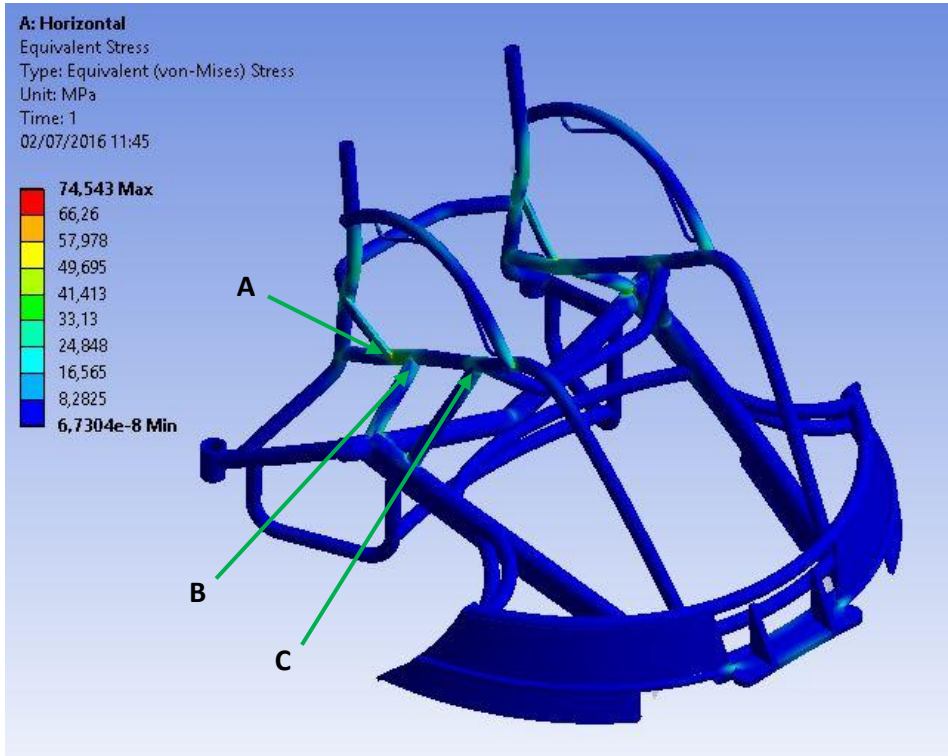 A: Horizontal
Equivalent Stress
Type: Equivalent (von-Mises) Stress
Unit: MPa
Time: 1
02/07/2016 11:45
74,543 Max
66,26
57,978
49,695
41,413
33,13
24,848
16,565
8,2825
6,7304e-8 Min
A
B
C